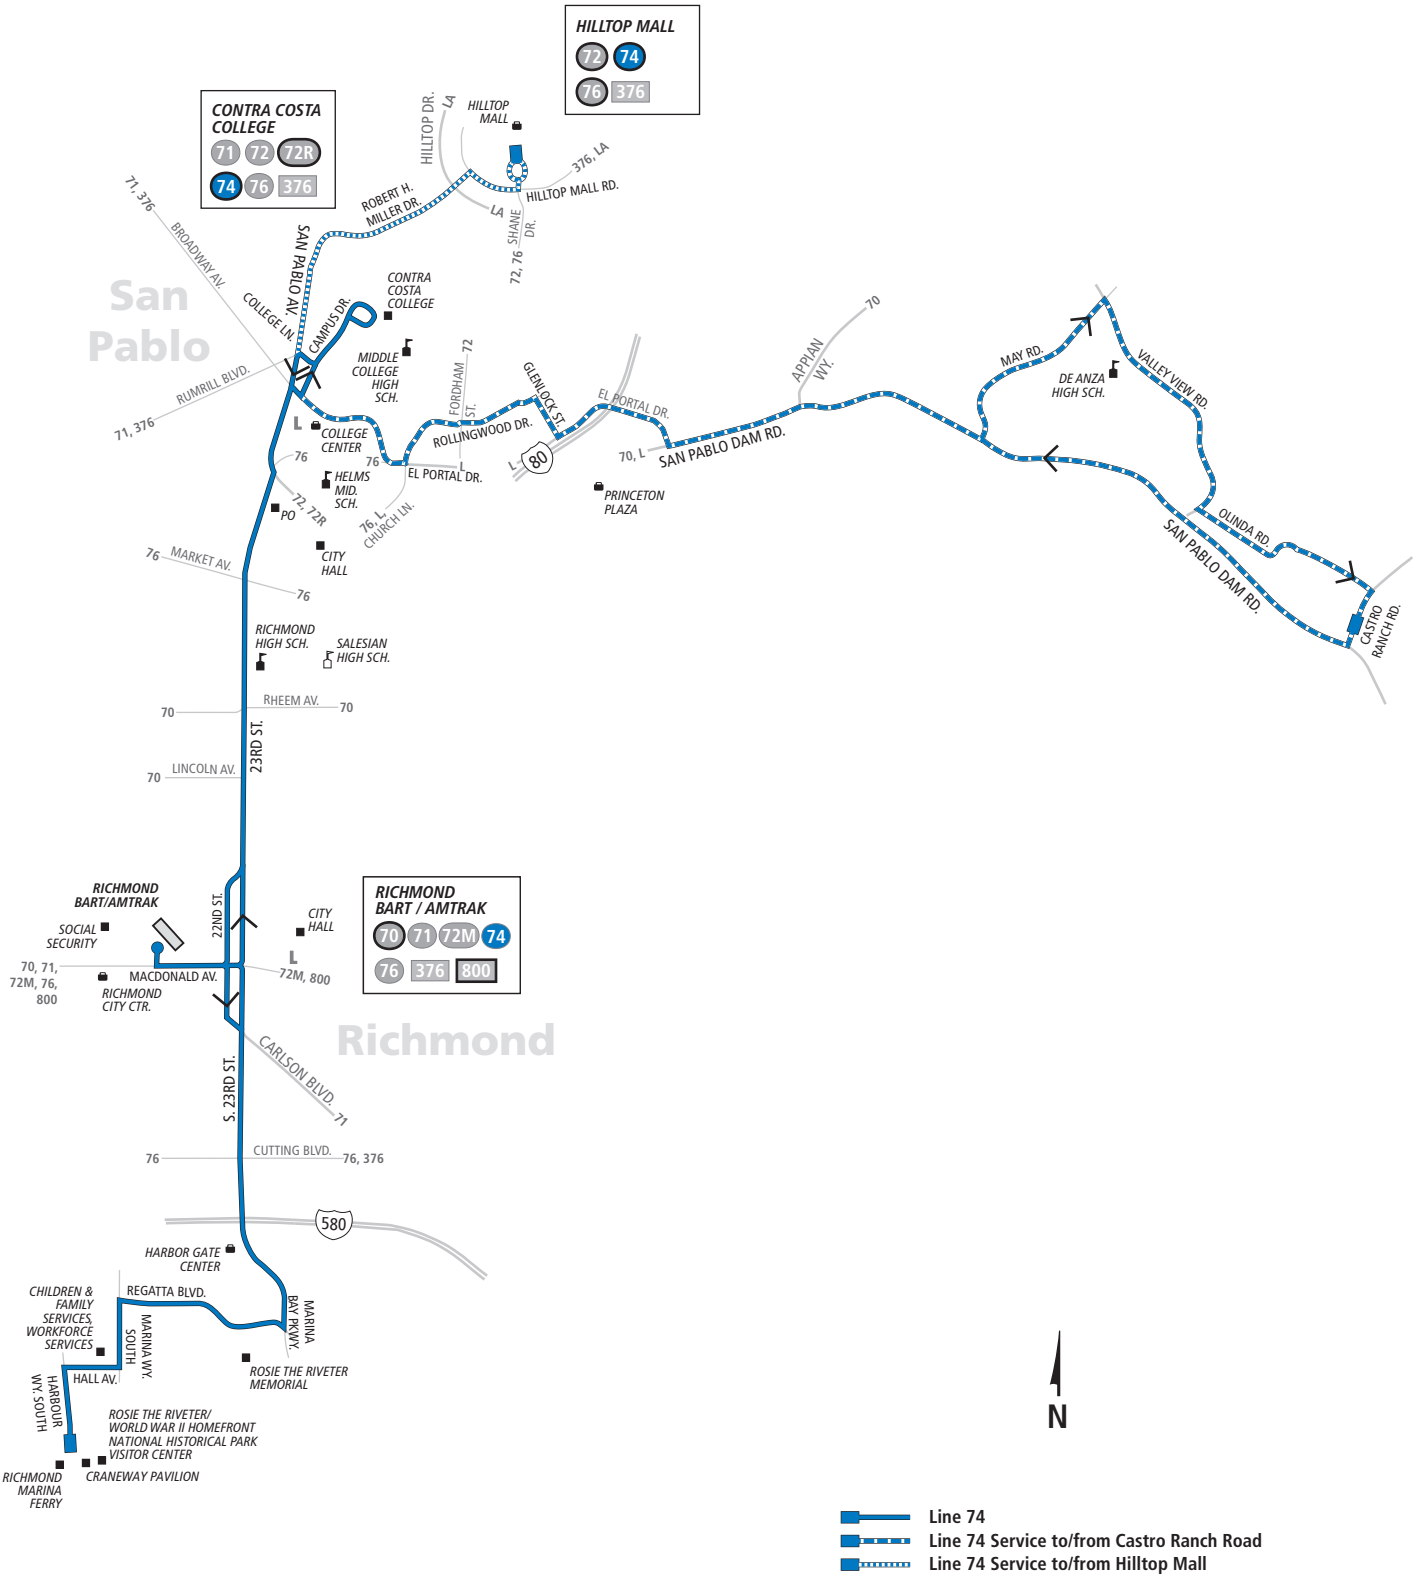 HILLTOP MALL
72 74
76 376
CONTRA COSTA
COLLEGE
71 72 72R
74 76 376
HILLTOP DR.
LA
HILLTOP
MALL
376, LA
HILLTOP MALL RD.
LA
SHANE
DR.
72, 76
ROBERT H.
MILLER DR.
71, 376
BROADWAY AV.
SAN PABLO AV.
San
Pablo
COLLEGE LN.
CAMPUS DR.
CONTRA
COSTA
COLLEGE
MIDDLE
COLLEGE
HIGH
SCH.
RUMRILL BLVD.
71, 376
FORDHAM
ST.
72
GLENLOCK ST.
EL PORTAL DR.
APPIAN
WY.
70
MAY RD.
DE ANZA
HIGH SCH.
VALLEY VIEW RD.
L
COLLEGE
CENTER
ROLLINGWOOD DR.
76
76
EL PORTAL DR.
L
L
80
70, L
SAN PABLO DAM RD.
HELMS
MID.
SCH.
72, 72R
PO
76, L,
CHURCH LN.
PRINCETON
PLAZA
OLINDA RD.
SAN PABLO DAM RD.
CASTRO
RANCH RD.
CITY
HALL
76
MARKET AV.
76
RICHMOND
HIGH SCH.
SALESIAN
HIGH SCH.
70
RHEEM AV.
70
23RD ST.
70
LINCOLN AV.
RICHMOND
BART/AMTRAK
SOCIAL
SECURITY
22ND ST.
CITY
HALL
L
RICHMOND
BART / AMTRAK
70 71 72M 74
76 376 800
70, 71,
72M, 76,
800
MACDONALD AV.
72M, 800
RICHMOND
CITY CTR.
Richmond
CARLSON BLVD.
71
S. 23RD ST.
76
CUTTING BLVD.
76, 376
580
HARBOR GATE
CENTER
CHILDREN &
FAMILY
SERVICES,
WORKFORCE
SERVICES
REGATTA BLVD.
MARINA
BAY PKWY.
MARINA WY.
SOUTH
HALL AV.
HARBOUR
WY. SOUTH
ROSIE THE RIVETER
MEMORIAL
ROSIE THE RIVETER/
WORLD WAR II HOMEFRONT
NATIONAL HISTORICAL PARK
VISITOR CENTER
CRANEWAY PAVILION
RICHMOND
MARINA
FERRY
N
Line 74
Line 74 Service to/from Castro Ranch Road
Line 74 Service to/from Hilltop Mall